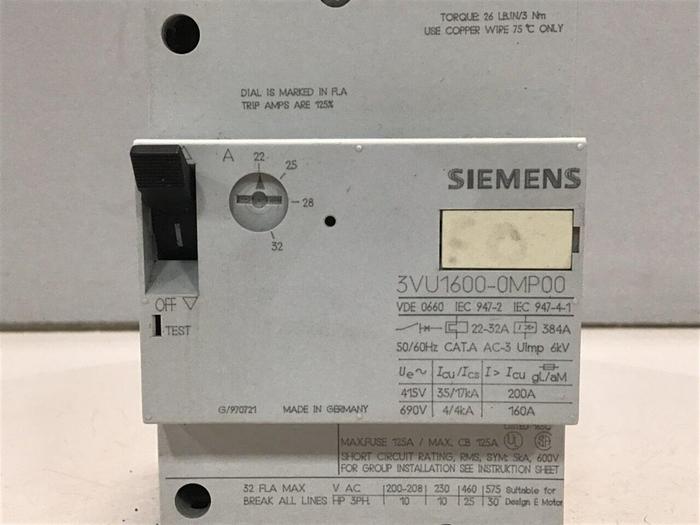 TORQUE: 26 LB.IN/3 Nm
USE COPPER WIRE 75 °C ONLY
DIAL IS MARKED IN FLA
TRIP AMPS ARE 125%
A
22
25
28
32
SIEMENS
3VU1600-0MP00
VDE 0660 IEC 947-2 IEC 947-4-1
22-32A I> 384A
50/60Hz CAT.A AC-3 UImp 6kV
OFF
TEST
Ue~ Icu/Ics I> Icu gL/aM
415V 35/17kA 200A
690V 4/4kA 160A
G/970721 MADE IN GERMANY
MAX.FUSE 125A / MAX. CB 125A UL
SHORT CIRCUIT RATING, RMS, SYM: 5kA, 600V
FOR GROUP INSTALLATION SEE INSTRUKTION SHEET
32 FLA MAX V AC 200-208 230 460 575 Suitable for
BREAK ALL LINES HP 3PH. 10 10 25 30 Design E Motor